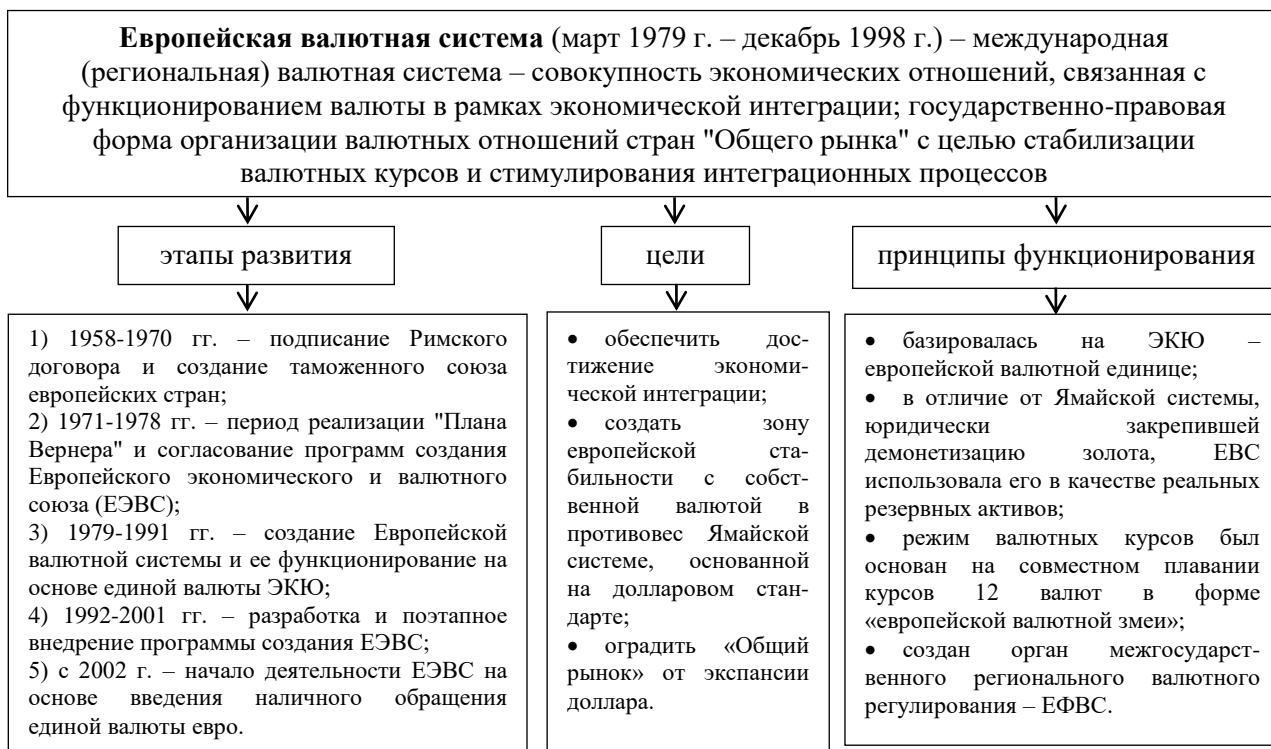 Европейская валютная система (март 1979 г. – декабрь 1998 г.) – международная
(региональная) валютная система – совокупность экономических отношений, связанная с
функционированием валюты в рамках экономической интеграции; государственно-правовая
форма организации валютных отношений стран "Общего рынка" с целью стабилизации
валютных курсов и стимулирования интеграционных процессов
этапы развития
цели
принципы функционирования
1) 1958-1970 гг. – подписание Римского
договора и создание таможенного союза
европейских стран;
2) 1971-1978 гг. – период реализации "Плана
Вернера" и согласование программ создания
Европейского экономического и валютного
союза (ЕЭВС);
3) 1979-1991 гг. – создание Европейской
валютной системы и ее функционирование на
основе единой валюты ЭКЮ;
4) 1992-2001 гг. – разработка и поэтапное
внедрение программы создания ЕЭВС;
5) с 2002 г. – начало деятельности ЕЭВС на
основе введения наличного обращения
единой валюты евро.
• обеспечить дос-
тижение экономи-
ческой интеграции;
• создать зону
европейской ста-
бильности с собст-
венной валютой в
противовес Ямайской
системе, основанной
на долларовом стан-
дарте;
• оградить «Общий
рынок» от экспансии
доллара.
• базировалась на ЭКЮ –
европейской валютной единице;
• в отличие от Ямайской системы,
юридически закрепившей
демонетизацию золота, ЕВС
использовала его в качестве реальных
резервных активов;
• режим валютных курсов был
основан на совместном плавании
курсов 12 валют в форме
«европейской валютной змеи»;
• создан орган межгосударст-
венного регионального валютного
регулирования – ЕФВС.